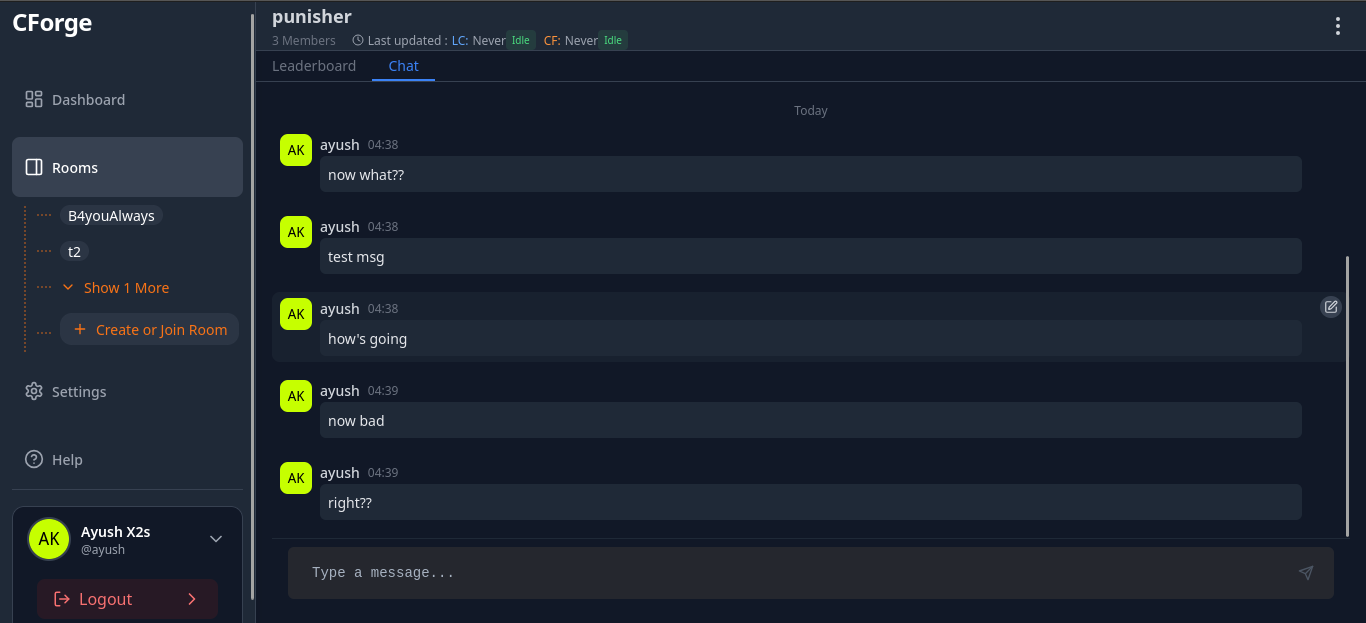 CForge
Dashboard
Rooms
B4youAlways
t2
Show 1 More
+ Create or Join Room
Settings
Help
AK
Ayush X2s
@ayush
Logout
punisher
3 Members Last updated : LC: Never Idle CF: Never Idle
Leaderboard Chat
Today
AK ayush 04:38
now what??
AK ayush 04:38
test msg
AK ayush 04:38
how's going
AK ayush 04:39
now bad
AK ayush 04:39
right??
Type a message...